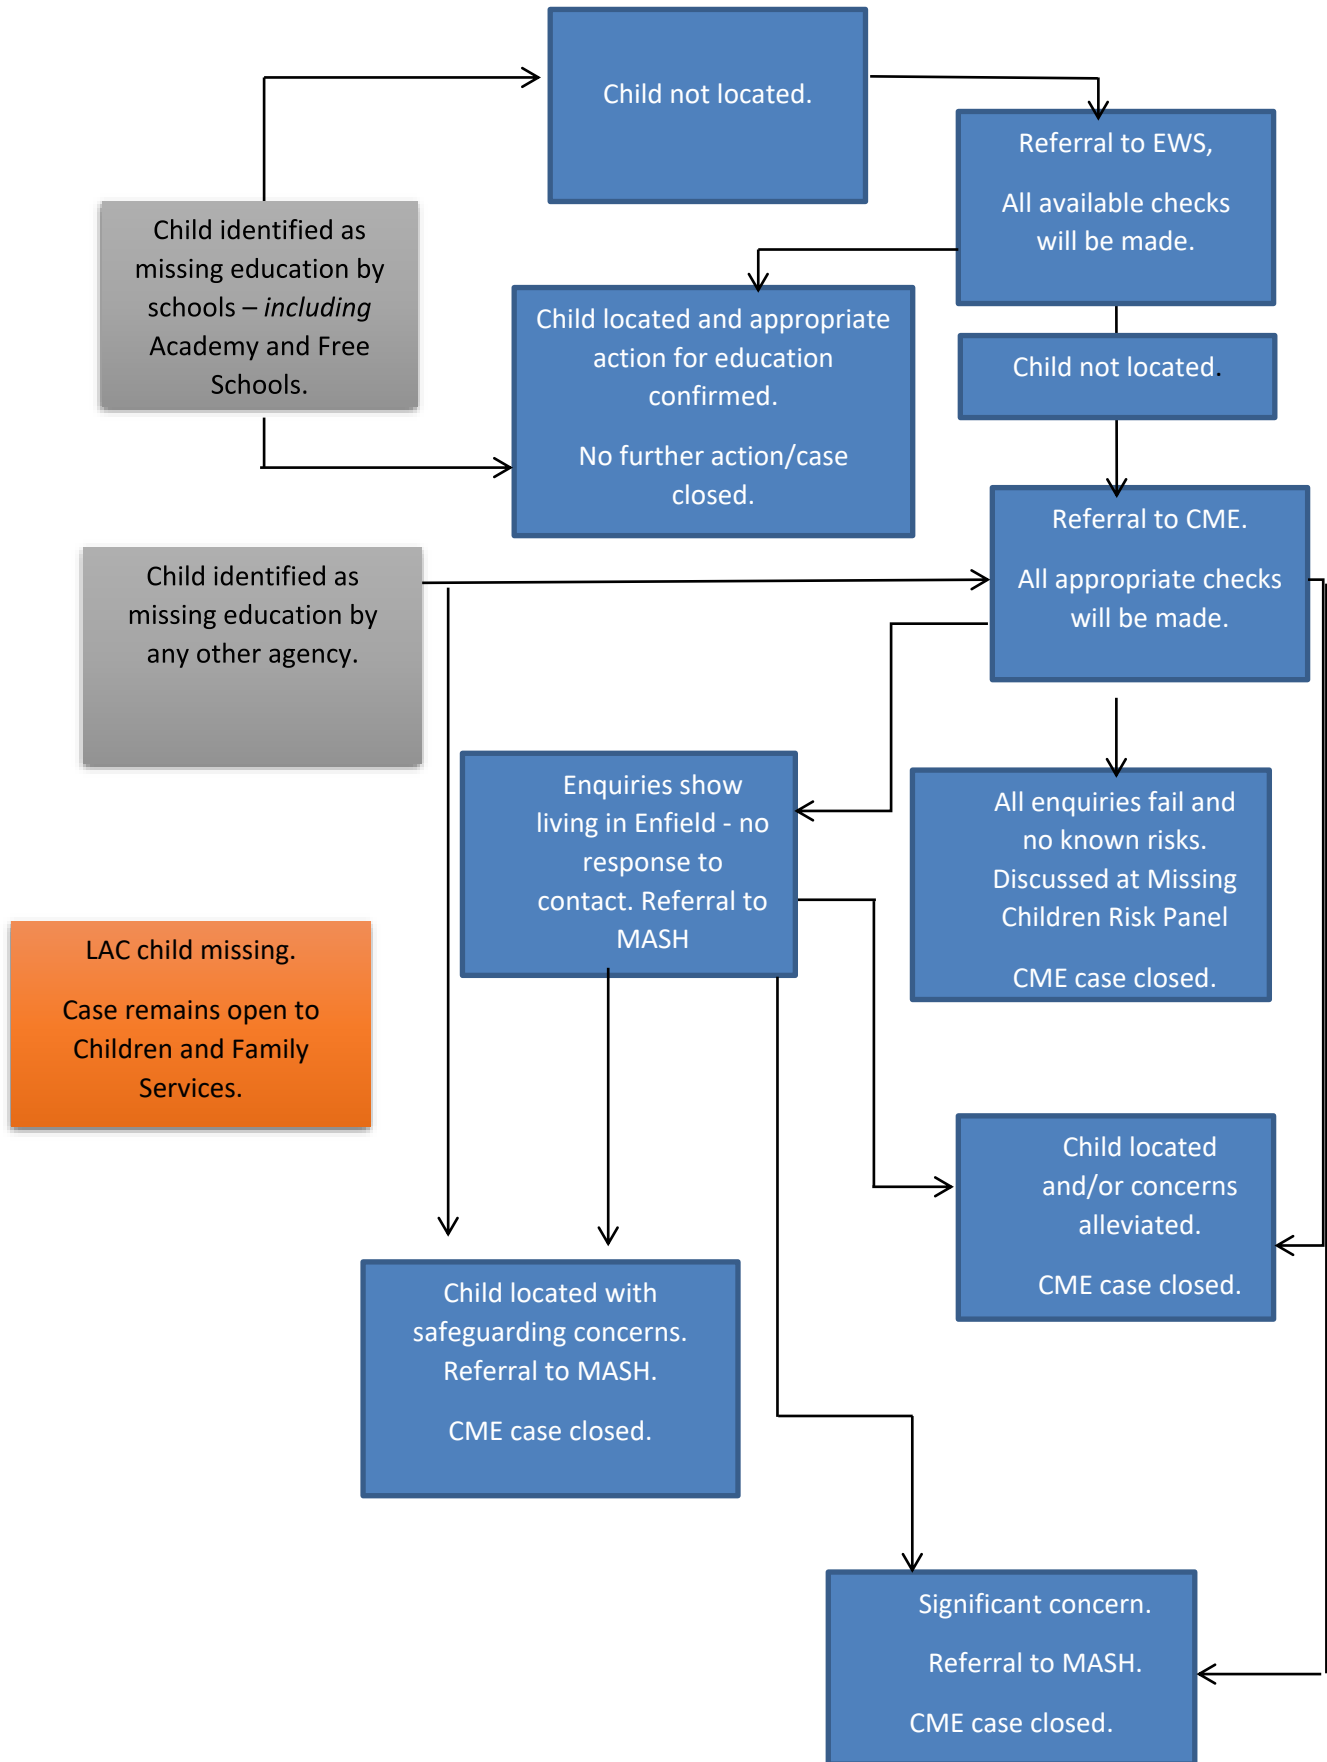 Child not located.
Referral to EWS,
All available checks
will be made.
Child identified as
missing education by
schools – including
Academy and Free
Schools.
Child located and appropriate
action for education
confirmed.
No further action/case
closed.
Child not located.
Referral to CME.
All appropriate checks
will be made.
Child identified as
missing education by
any other agency.
Enquiries show
living in Enfield - no
response to
contact. Referral to
MASH
All enquiries fail and
no known risks.
Discussed at Missing
Children Risk Panel
CME case closed.
LAC child missing.
Case remains open to
Children and Family
Services.
Child located
and/or concerns
alleviated.
CME case closed.
Child located with
safeguarding concerns.
Referral to MASH.
CME case closed.
Significant concern.
Referral to MASH.
CME case closed.